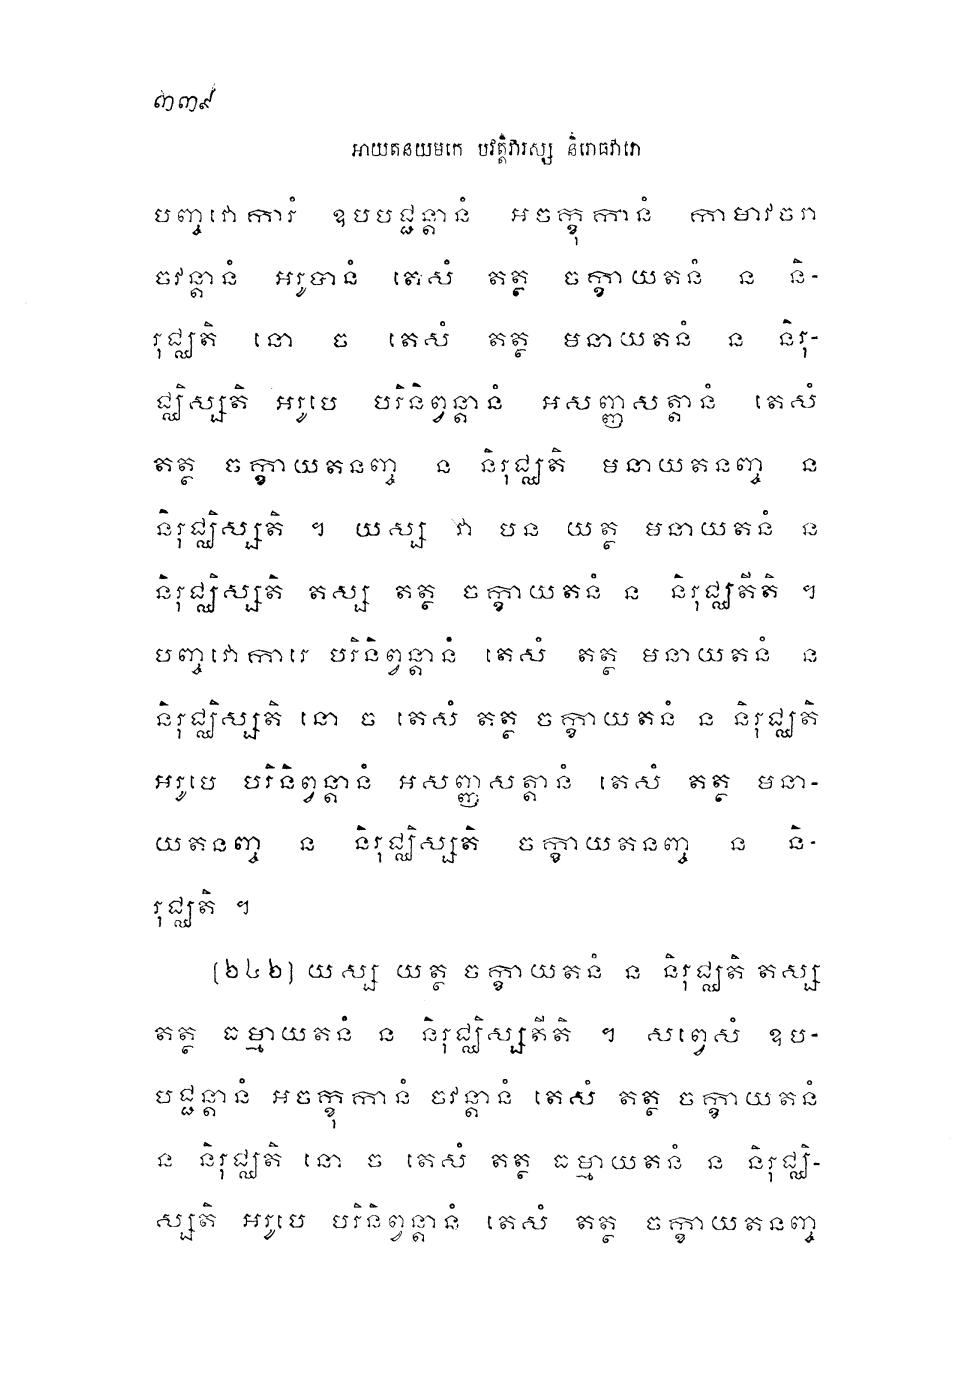 ៣៣៩
អាយតនយមកេ បវត្តិវារស្ស និរោធវារោ
បញ្ចវោការំ ឧបបជ្ជន្តានំ អចក្ខុកានំ កាមាវចរា
ចវន្តានំ អរូបានំ តេសំ តត្ថ ចក្ខាយតនំ ន និ-
រុជ្ឈតិ នោ ច តេសំ តត្ថ មនាយតនំ ន និរុ-
ជ្ឈិស្សតិ អរូបេ បរិនិព្វន្តានំ អសញ្ញសត្តានំ តេសំ
តត្ថ ចក្ខាយតនញ្ច ន និរុជ្ឈតិ មនាយតនញ្ច ន
និរុជ្ឈិស្សតិ ។ យស្ស វា បន យត្ថ មនាយតនំ ន
និរុជ្ឈិស្សតិ តស្ស តត្ថ ចក្ខាយតនំ ន និរុជ្ឈតីតិ ។
បញ្ចវោការេ បរិនិព្វន្តានំ តេសំ តត្ថ មនាយតនំ ន
និរុជ្ឈិស្សតិ នោ ច តេសំ តត្ថ ចក្ខាយតនំ ន និរុជ្ឈតិ
អរូបេ បរិនិព្វន្តានំ អសញ្ញសត្តានំ តេសំ តត្ថ មនា-
យតនញ្ច ន និរុជ្ឈិស្សតិ ចក្ខាយតនញ្ច ន និ-
រុជ្ឈតិ ។
(២៤២) យស្ស យត្ថ ចក្ខាយតនំ ន និរុជ្ឈតិ តស្ស
តត្ថ ធម្មាយតនំ ន និរុជ្ឈិស្សតីតិ ។ សព្វេសំ ឧប-
បជ្ជន្តានំ អចក្ខុកានំ ចវន្តានំ តេសំ តត្ថ ចក្ខាយតនំ
ន និរុជ្ឈតិ នោ ច តេសំ តត្ថ ធម្មាយតនំ ន និរុជ្ឈិ-
ស្សតិ អរូបេ បរិនិព្វន្តានំ តេសំ តត្ថ ចក្ខាយតនញ្ច